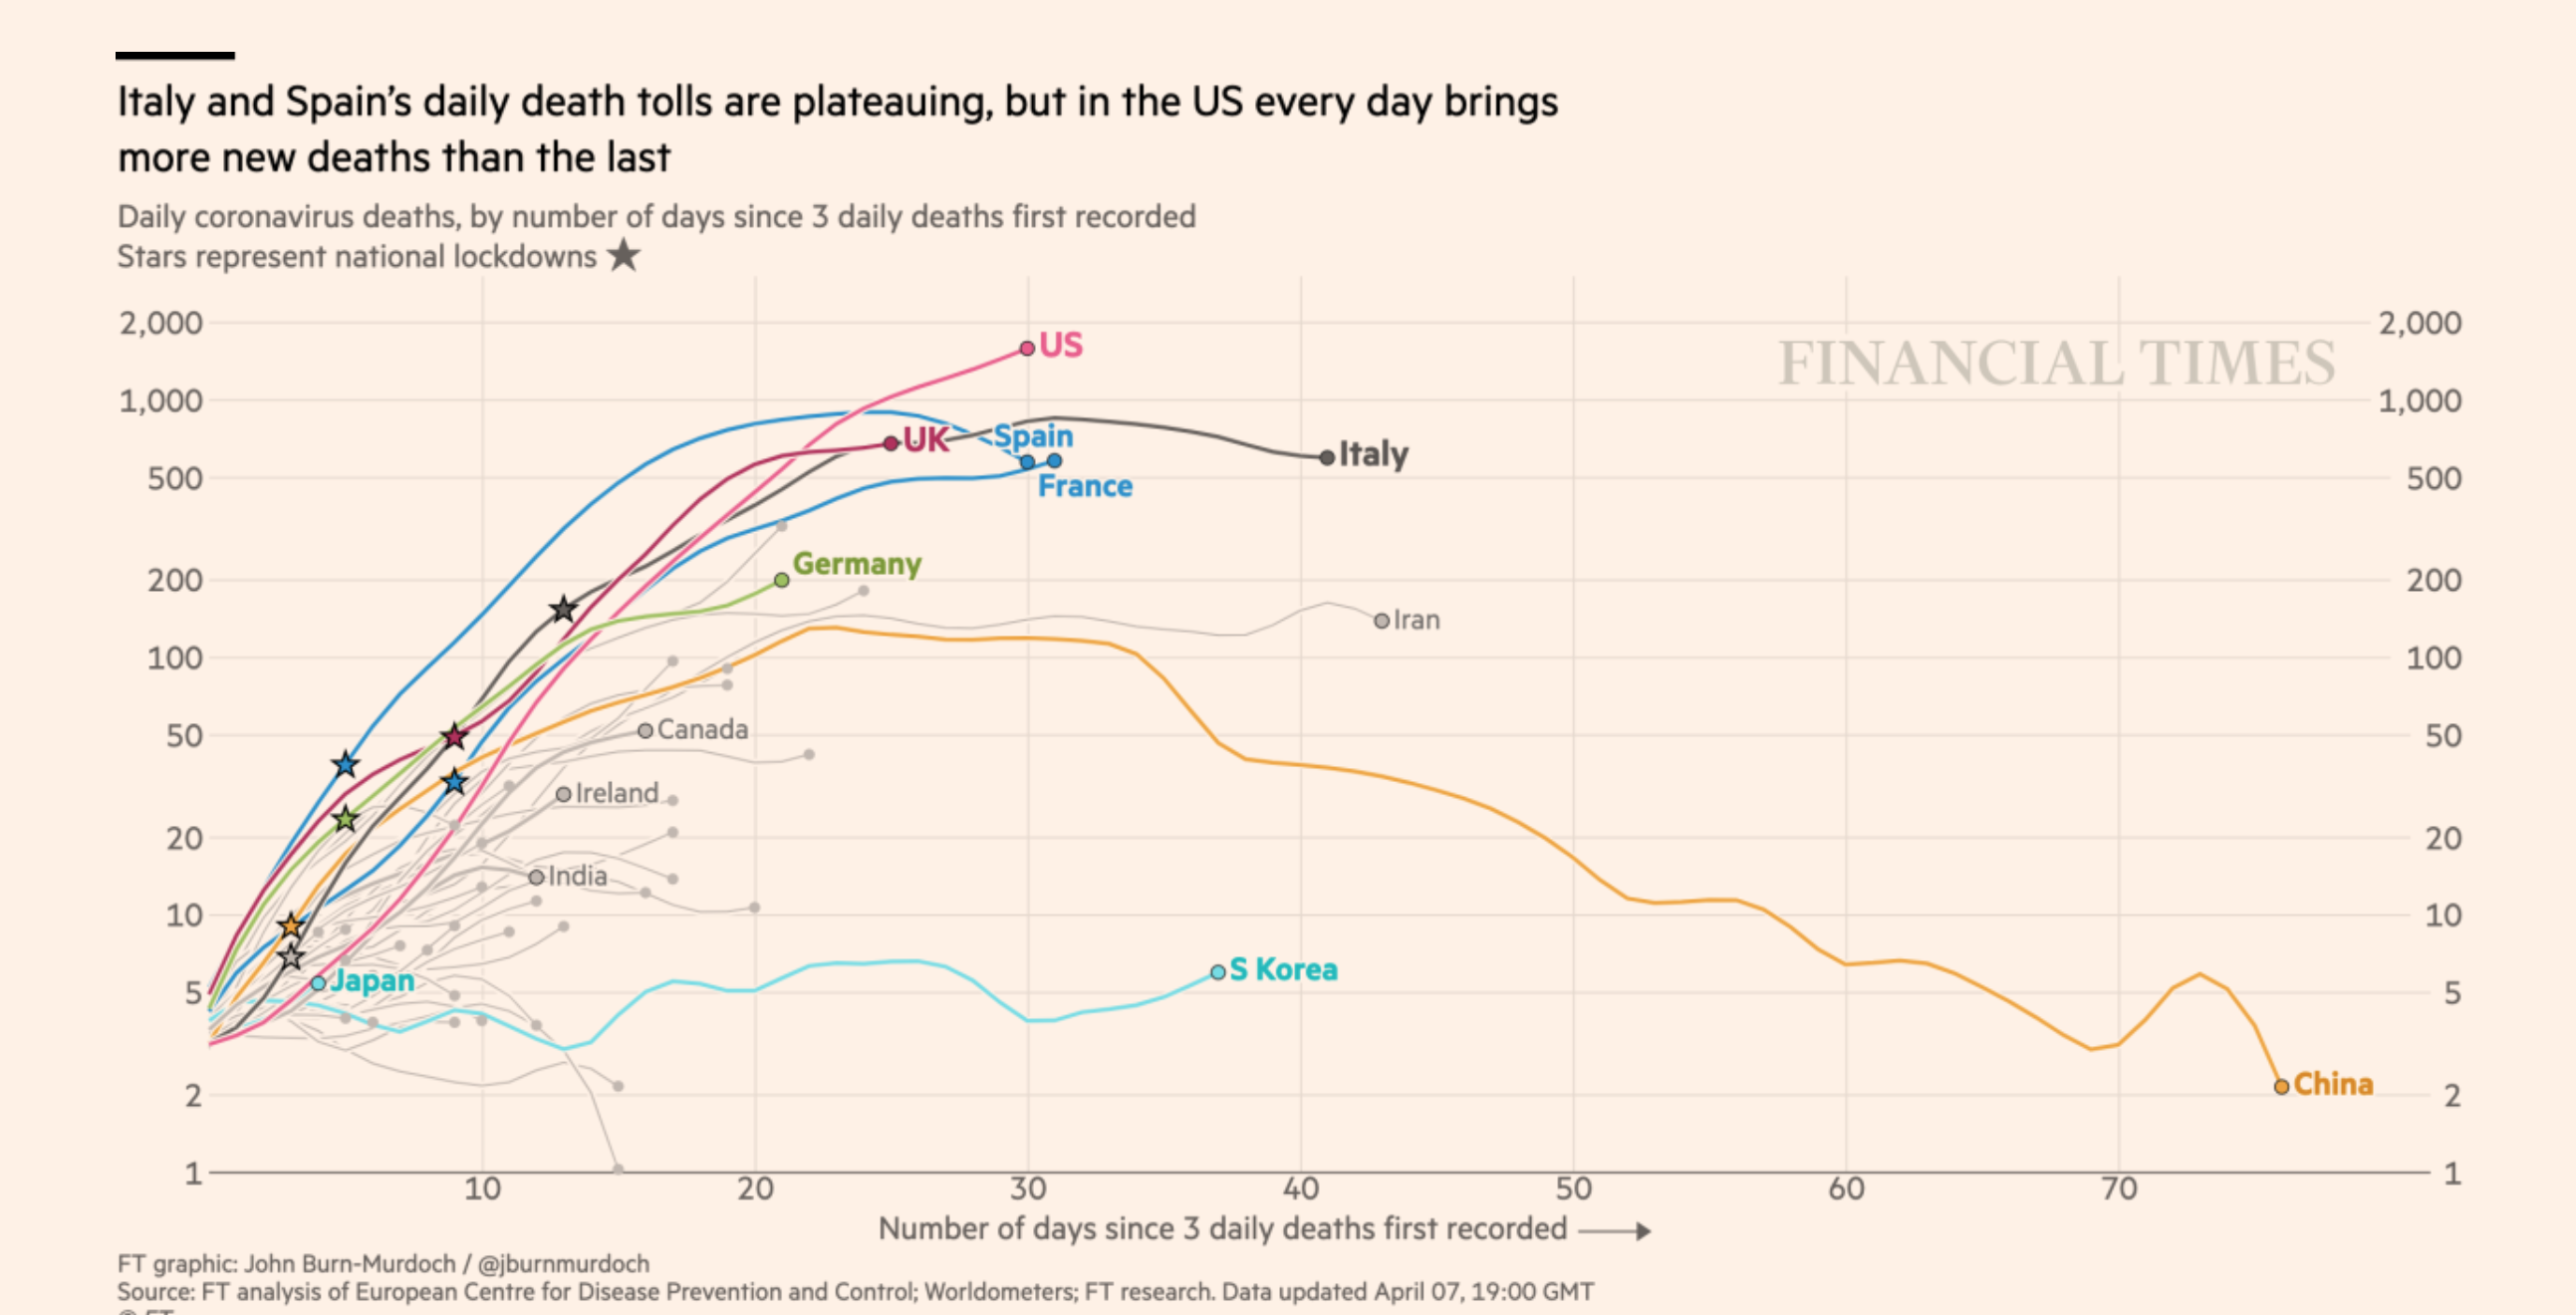 Italy and Spain’s daily death tolls are plateauing, but in the US every day brings
more new deaths than the last
Daily coronavirus deaths, by number of days since 3 daily deaths first recorded
Stars represent national lockdowns ★
2,000
2,000
US
FINANCIAL TIMES
1,000
1,000
UK
Spain
Italy
500
500
France
Germany
200
200
Iran
100
100
50
Canada
50
Ireland
20
20
India
10
10
Japan
S Korea
5
5
China
2
2
1
1
10
20
30
40
50
60
70
Number of days since 3 daily deaths first recorded
FT graphic: John Burn-Murdoch / @jburnmurdoch
Source: FT analysis of European Centre for Disease Prevention and Control; Worldometers; FT research. Data updated April 07, 19:00 GMT